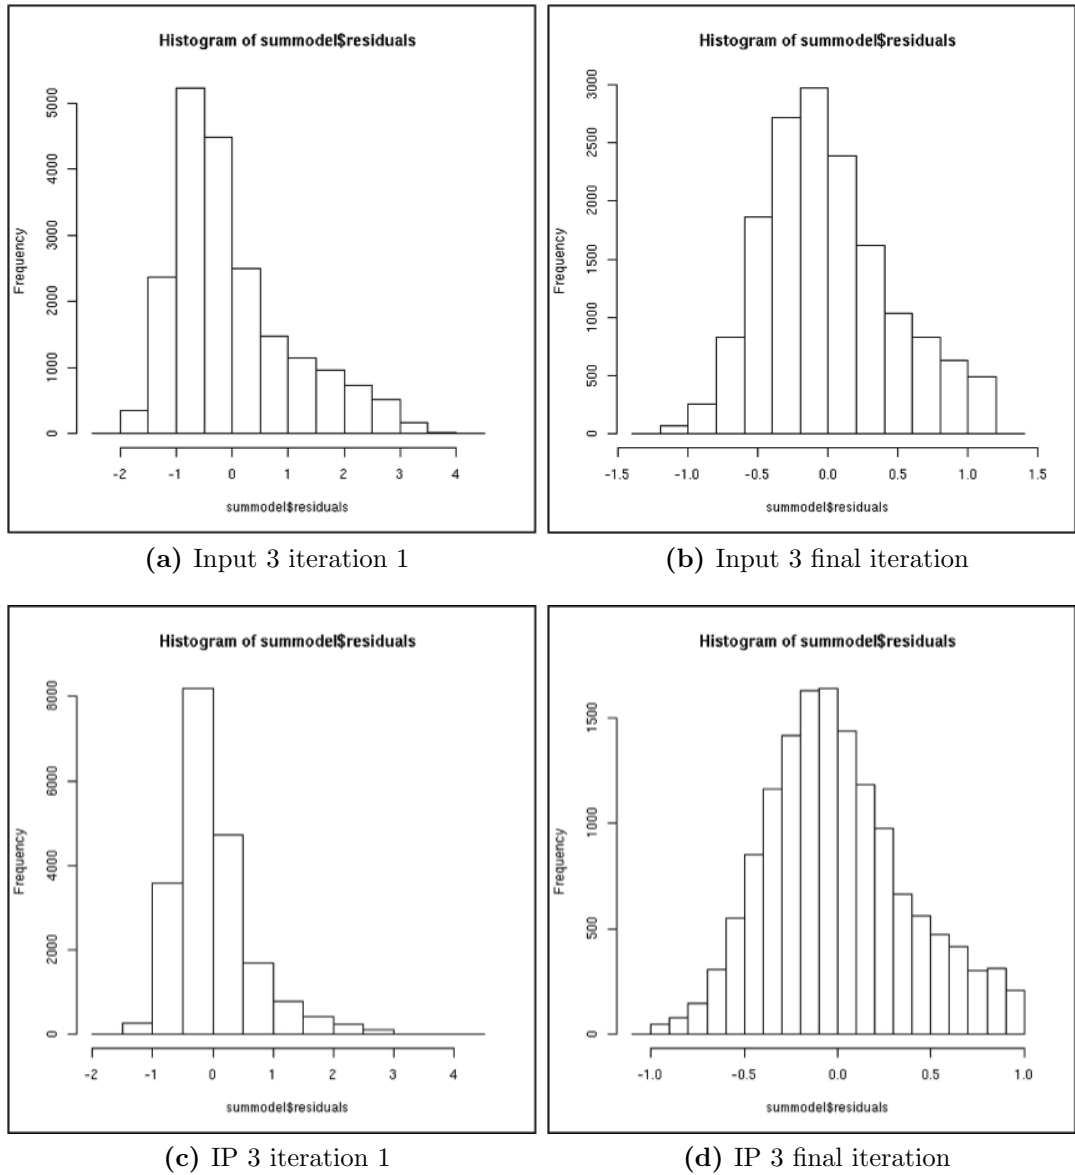 Histogram of summodel$residuals
Frequency
0 1000 2000 3000 4000 5000
-2 -1 0 1 2 3 4
summodel$residuals
(a) Input 3 iteration 1
Histogram of summodel$residuals
Frequency
0 500 1000 1500 2000 2500 3000
-1.5 -1.0 -0.5 0.0 0.5 1.0 1.5
summodel$residuals
(b) Input 3 final iteration
Histogram of summodel$residuals
Frequency
0 2000 4000 6000 8000
-2 -1 0 1 2 3 4
summodel$residuals
(c) IP 3 iteration 1
Histogram of summodel$residuals
Frequency
0 500 1000 1500
-1.0 -0.5 0.0 0.5 1.0
summodel$residuals
(d) IP 3 final iteration